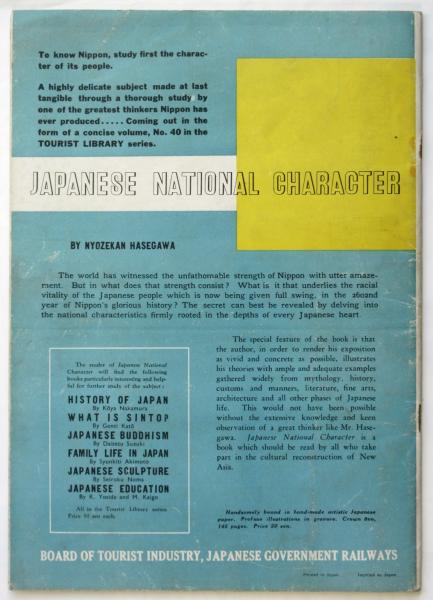 To know Nippon, study first the charac-
ter of its people.
A highly delicate subject made at last
tangible through a thorough study by
one of the greatest thinkers Nippon has
ever produced..... Coming out in the
form of a concise volume, No. 40 in the
TOURIST LIBRARY series.
JAPANESE NATIONAL CHARACTER
BY NYOZEKAN HASEGAWA
The world has witnessed the unfathomable strength of Nippon with utter amaze-
ment. But in what does that strength consist? What is it that underlies the racial
vitality of the Japanese people which is now being given full swing, in the 2602nd
year of Nippon's glorious history? The secret can best be revealed by delving into
the national characteristics firmly rooted in the depths of every Japanese heart.
The reader of Japanese National
Character will find the following
books particularly interesting and help-
ful for further study of the subject:
HISTORY OF JAPAN
By Kōya Nakamura
WHAT IS SINTO?
By Genti Katō
JAPANESE BUDDHISM
By Daisetu Suzuki
FAMILY LIFE IN JAPAN
By Syunkiti Akimoto
JAPANESE SCULPTURE
By Seiroku Noma
JAPANESE EDUCATION
By K. Yosida and M. Kaigo
All in the Tourist Library series.
Price 50 sen each.
The special feature of the book is that
the author, in order to render his exposition
as vivid and concrete as possible, illustrates
his theories with ample and adequate examples
gathered widely from mythology, history,
customs and manners, literature, fine arts,
architecture and all other phases of Japanese
life. This would not have been possible
without the extensive knowledge and keen
observation of a great thinker like Mr. Hase-
gawa. Japanese National Character is a
book which should be read by all who take
part in the cultural reconstruction of New
Asia.
Handsomely bound in hand-made artistic Japanese
paper. Profuse illustrations in gravure. Crown 8vo,
pages. Price 50 sen.
BOARD OF TOURIST INDUSTRY, JAPANESE GOVERNMENT RAILWAYS
Printed in Japan Imprimé au Japon